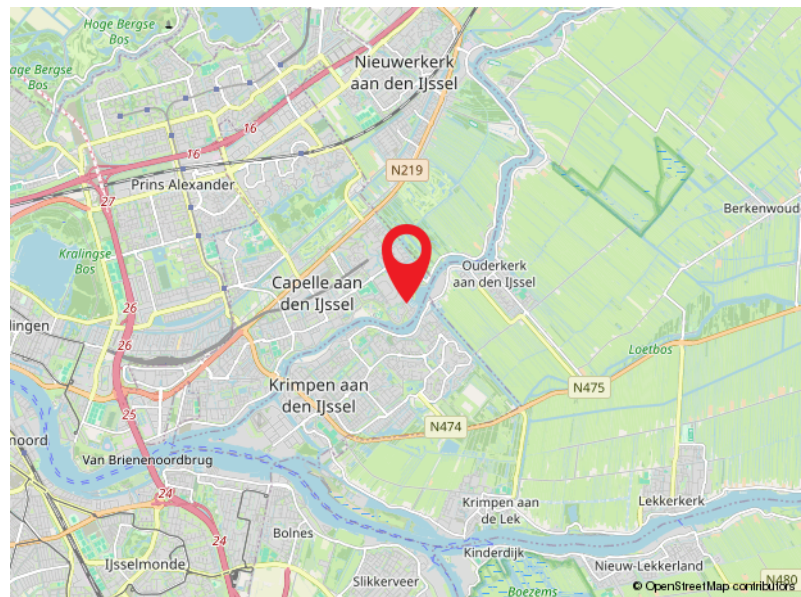 Hoge Bergse
Bos
Nieuwerkerk
aan den IJssel
age Bergse
Bos
16
16
N219
Prins Alexander
27
Berkenwoude
Kralingse
Bos
Ouderkerk
aan den IJssel
Capelle aan
den IJssel
26
lingen
26
Loetbos
Krimpen aan
den IJssel
N475
25
N474
noord
Van Brienenoordbrug
24
Krimpen aan
de Lek
Lekkerkerk
Bolnes
24
Kinderdijk
IJsselmonde
Nieuw-Lekkerland
Slikkerveer
Boezems
N480
© OpenStreetMap contributors